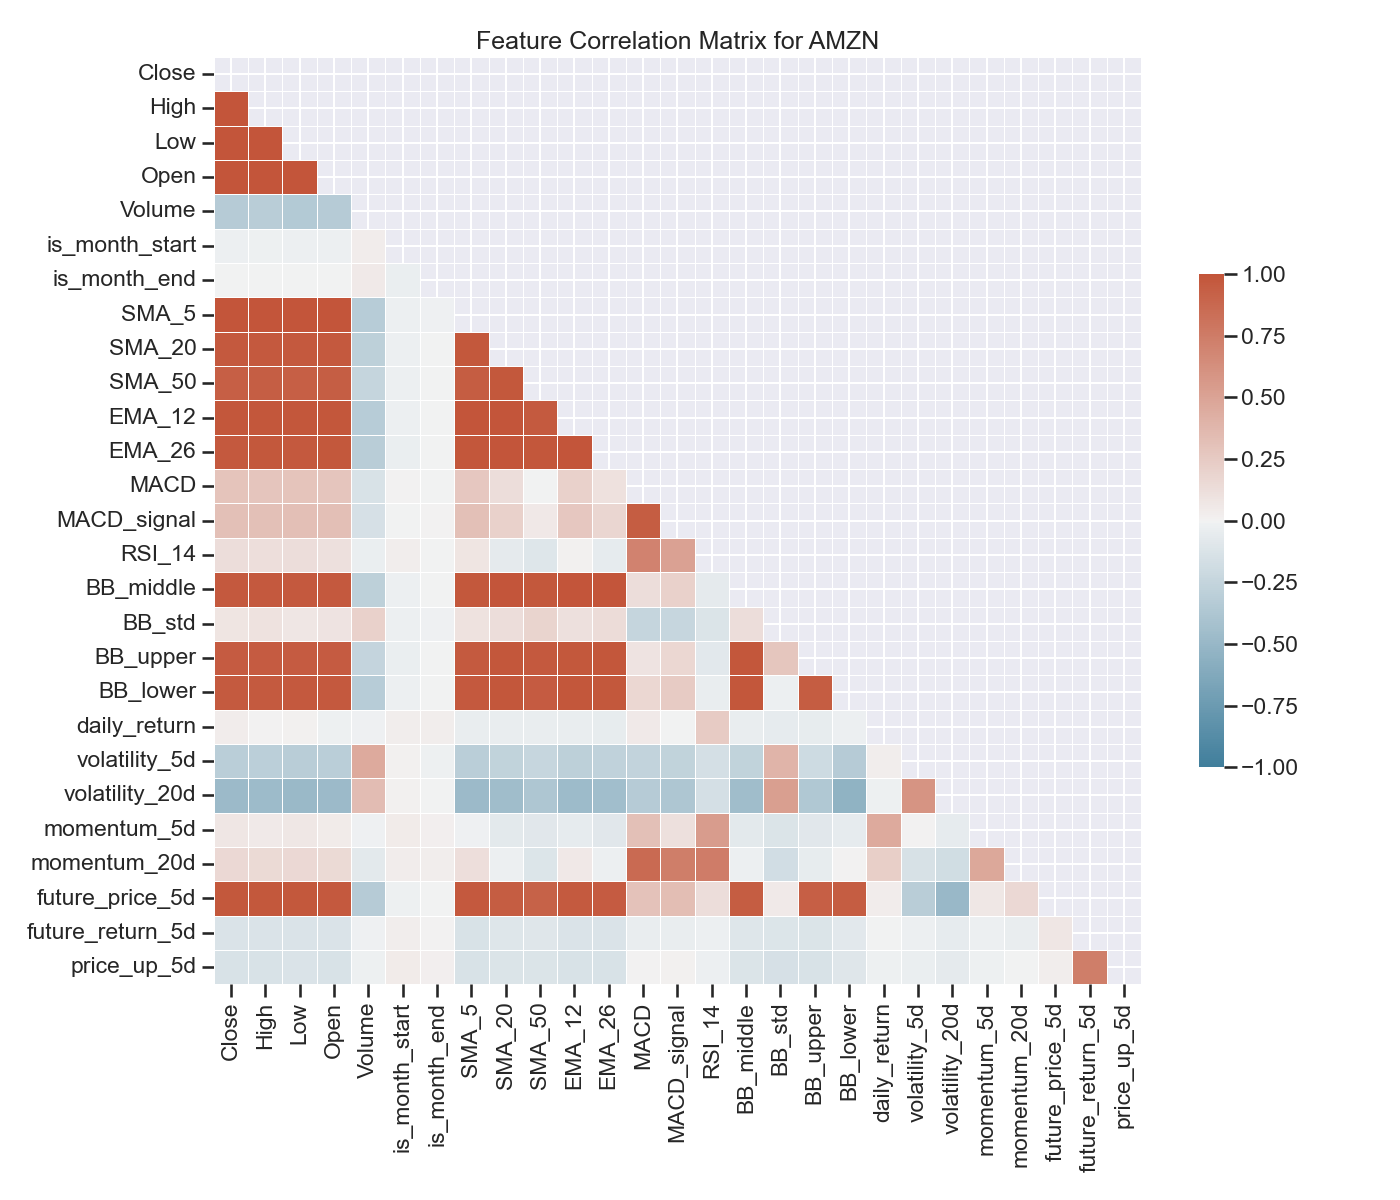 Feature Correlation Matrix for AMZN
Close
High
Low
Open
Volume
is_month_start
is_month_end
SMA_5
SMA_20
SMA_50
EMA_12
EMA_26
MACD
MACD_signal
RSI_14
BB_middle
BB_std
BB_upper
BB_lower
daily_return
volatility_5d
volatility_20d
momentum_5d
momentum_20d
future_price_5d
future_return_5d
price_up_5d
Close
High
Low
Open
Volume
is_month_start
is_month_end
SMA_5
SMA_20
SMA_50
EMA_12
EMA_26
MACD
MACD_signal
RSI_14
BB_middle
BB_std
BB_upper
BB_lower
daily_return
volatility_5d
volatility_20d
momentum_5d
momentum_20d
future_price_5d
future_return_5d
price_up_5d
1.00
0.75
0.50
0.25
0.00
−0.25
−0.50
−0.75
−1.00